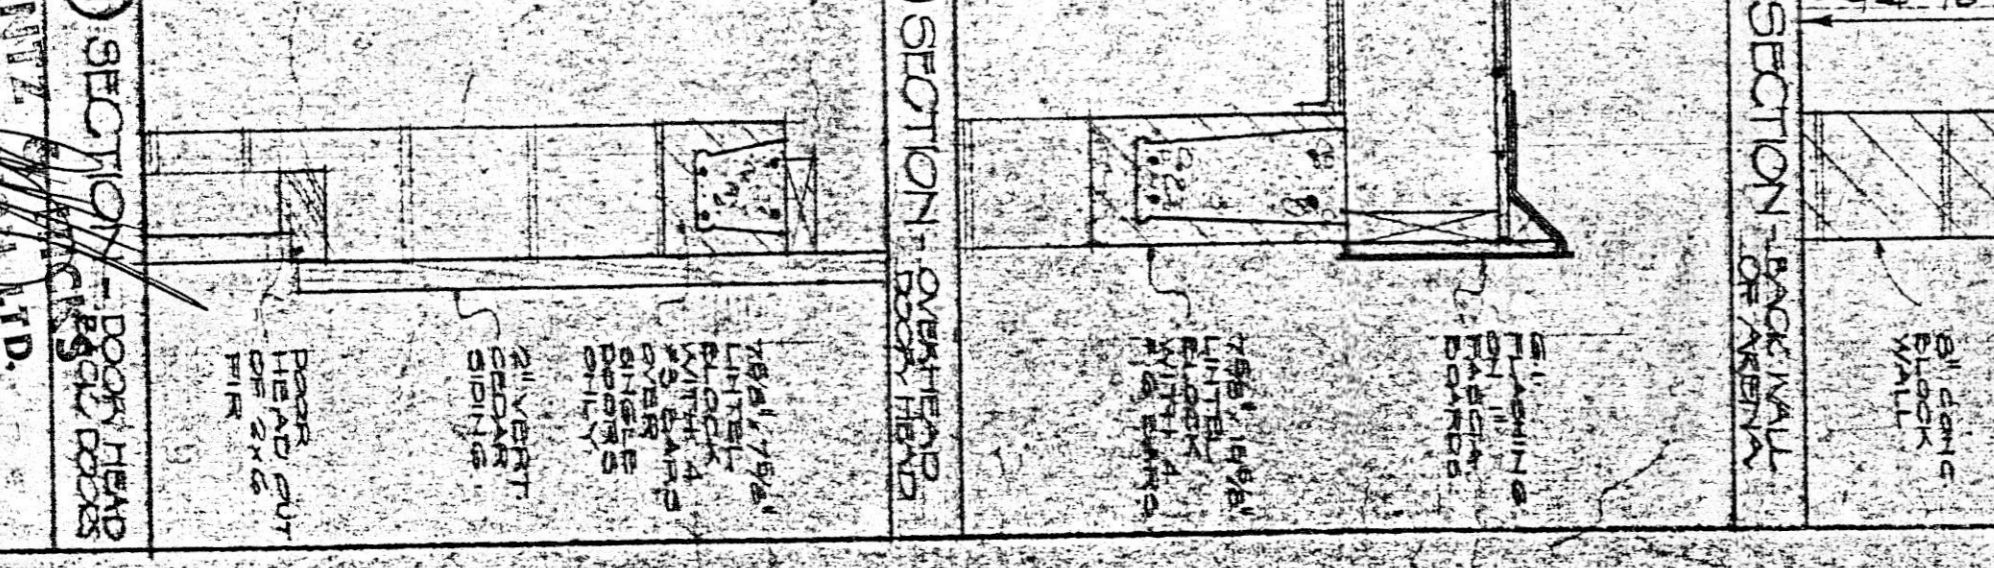 SECTION - BACK WALL
OF ARENA
8" CONC
BLOCK
WALL
G.I.
FLASHING
ON 1"
FASCIA
BOARDS
7 5/8" x 15 5/8"
LINTEL
BLOCK
WITH 4
BARS
SECTION - OVERHEAD
DOOR HEAD
7 5/8" x 7 5/8"
LINTEL
BLOCK
WITH 4
BARS
OVER
SINGLE
DOORS
ONLY
2" VERT.
CEDAR
SIDING
DOOR
HEAD OUT
OF 2x6
FIR
SECTION - DOOR HEAD
BACK DOORS
LTD.